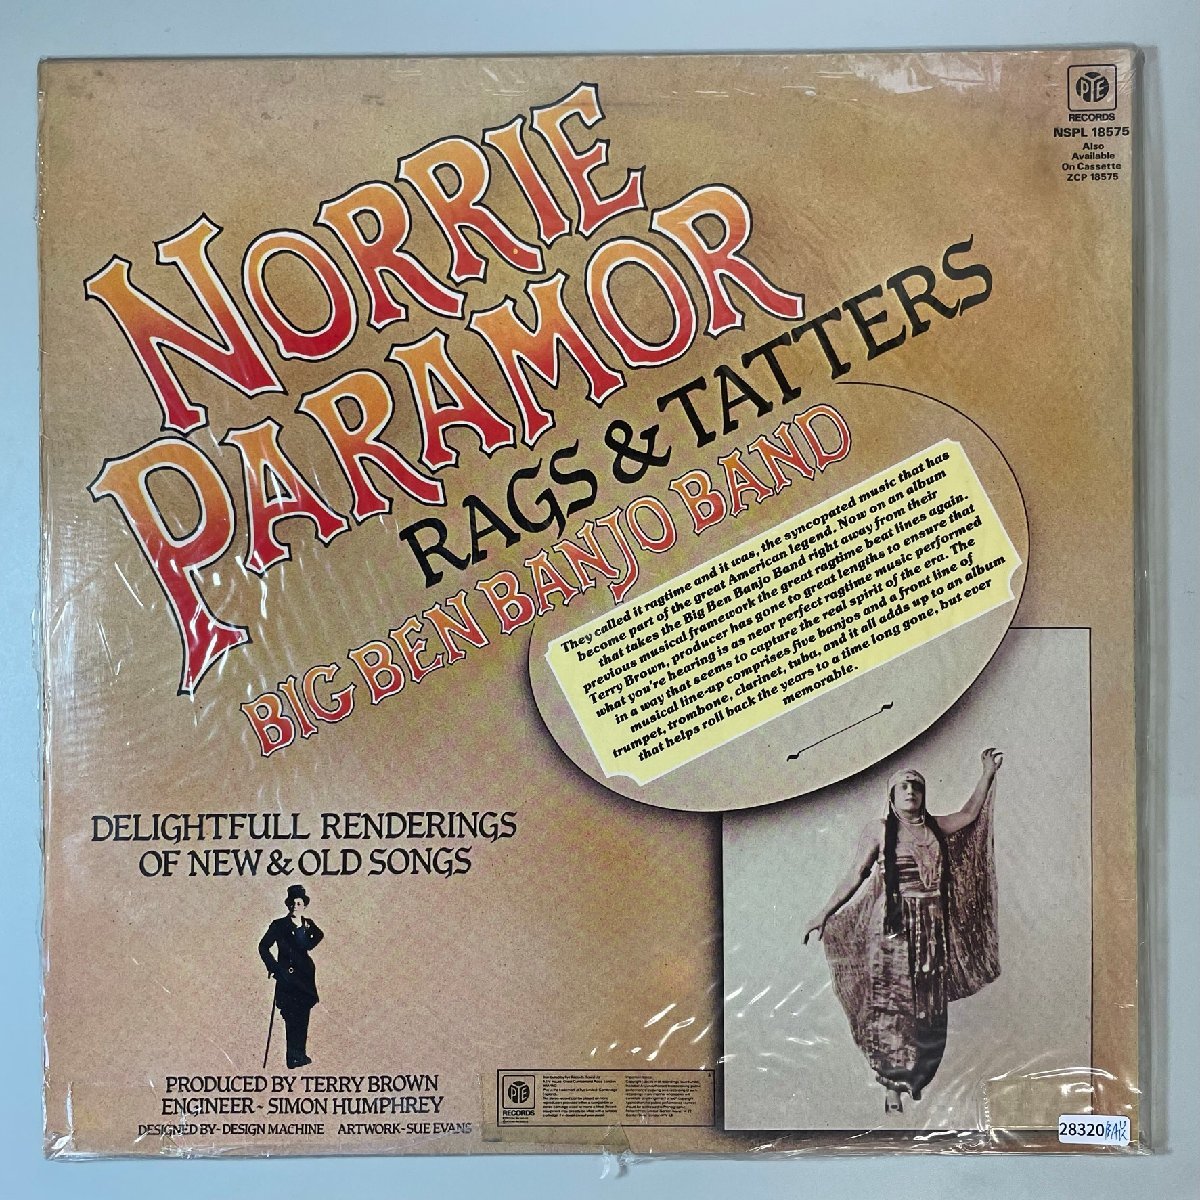 PYE
RECORDS
NSPL 18575
Also
Available
On Cassette
ZCP 18575
NORRIE
PARAMOR
RAGS & TATTERS
BIG BEN BANJO BAND
They called it ragtime and it was, the syncopated music that has
become part of the great American legend. Now on an album
that takes the Big Ben Banjo Band right away from their
previous musical framework the great ragtime beat lines again.
Terry Brown, producer has gone to great lengths to ensure that
what you're hearing is as near perfect ragtime music performed
in a way that seems to capture the real spirit of the era. The
musical line-up comprises five banjos and a front line of
trumpet, trombone, clarinet, tuba, and it all adds up to an album
that helps roll back the years to a time long gone, but ever
memorable.
DELIGHTFULL RENDERINGS
OF NEW & OLD SONGS
PRODUCED BY TERRY BROWN
ENGINEER - SIMON HUMPHREY
DESIGNED BY - DESIGN MACHINE ARTWORK - SUE EVANS
PYE
RECORDS
28320